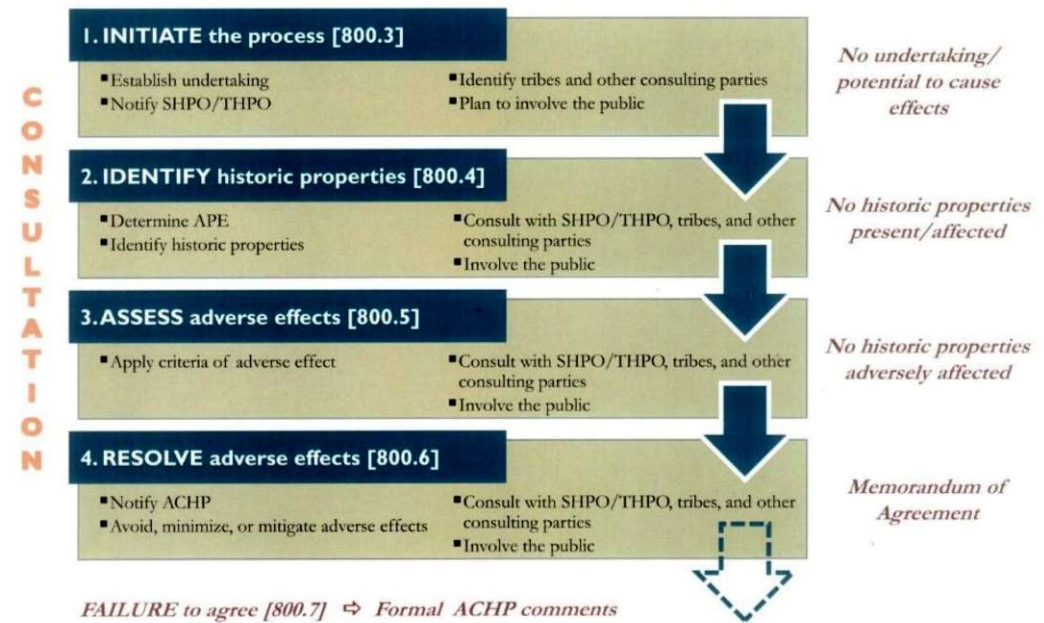 CONSULTATION
1. INITIATE the process [800.3]
▪Establish undertaking
▪Notify SHPO/THPO
▪Identify tribes and other consulting parties
▪Plan to involve the public
No undertaking/
potential to cause
effects
2. IDENTIFY historic properties [800.4]
▪Determine APE
▪Identify historic properties
▪Consult with SHPO/THPO, tribes, and other
consulting parties
▪Involve the public
No historic properties
present/affected
3. ASSESS adverse effects [800.5]
▪Apply criteria of adverse effect
▪Consult with SHPO/THPO, tribes, and other
consulting parties
▪Involve the public
No historic properties
adversely affected
4. RESOLVE adverse effects [800.6]
▪Notify ACHP
▪Avoid, minimize, or mitigate adverse effects
▪Consult with SHPO/THPO, tribes, and other
consulting parties
▪Involve the public
Memorandum of
Agreement
FAILURE to agree [800.7] ⇨ Formal ACHP comments